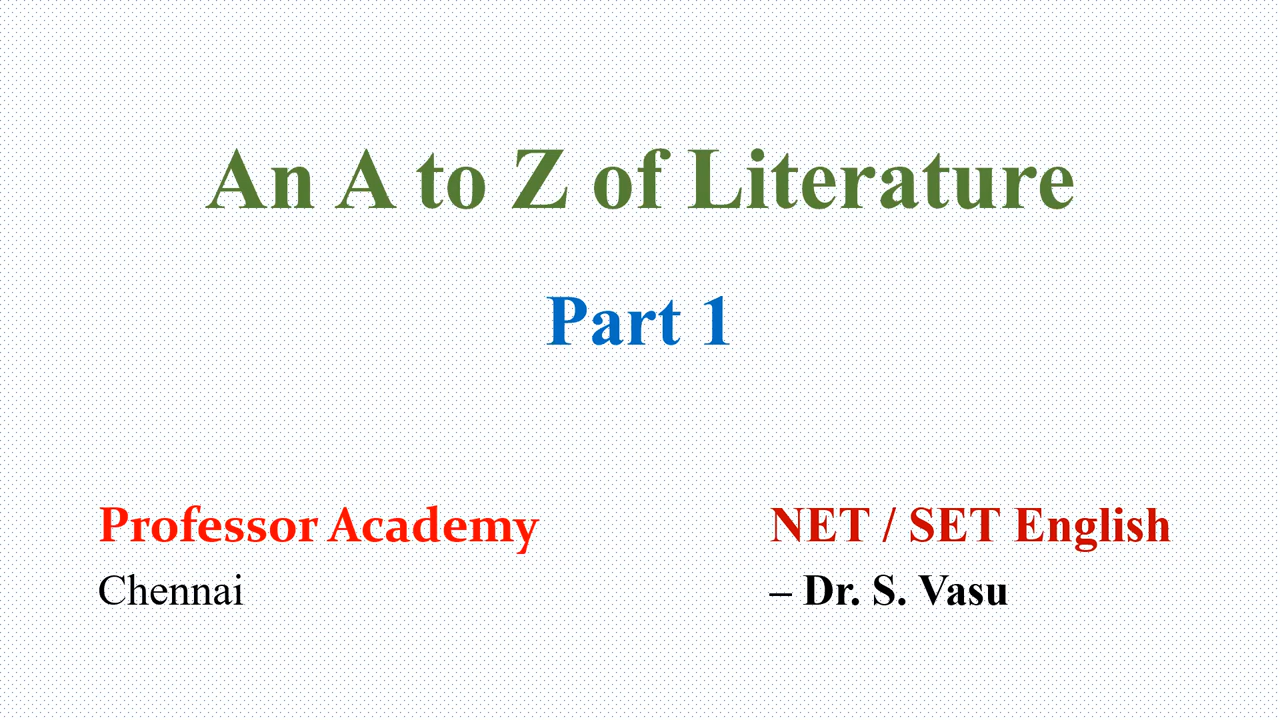 An A to Z of Literature
Part 1
Professor Academy
Chennai
NET / SET English
– Dr. S. Vasu